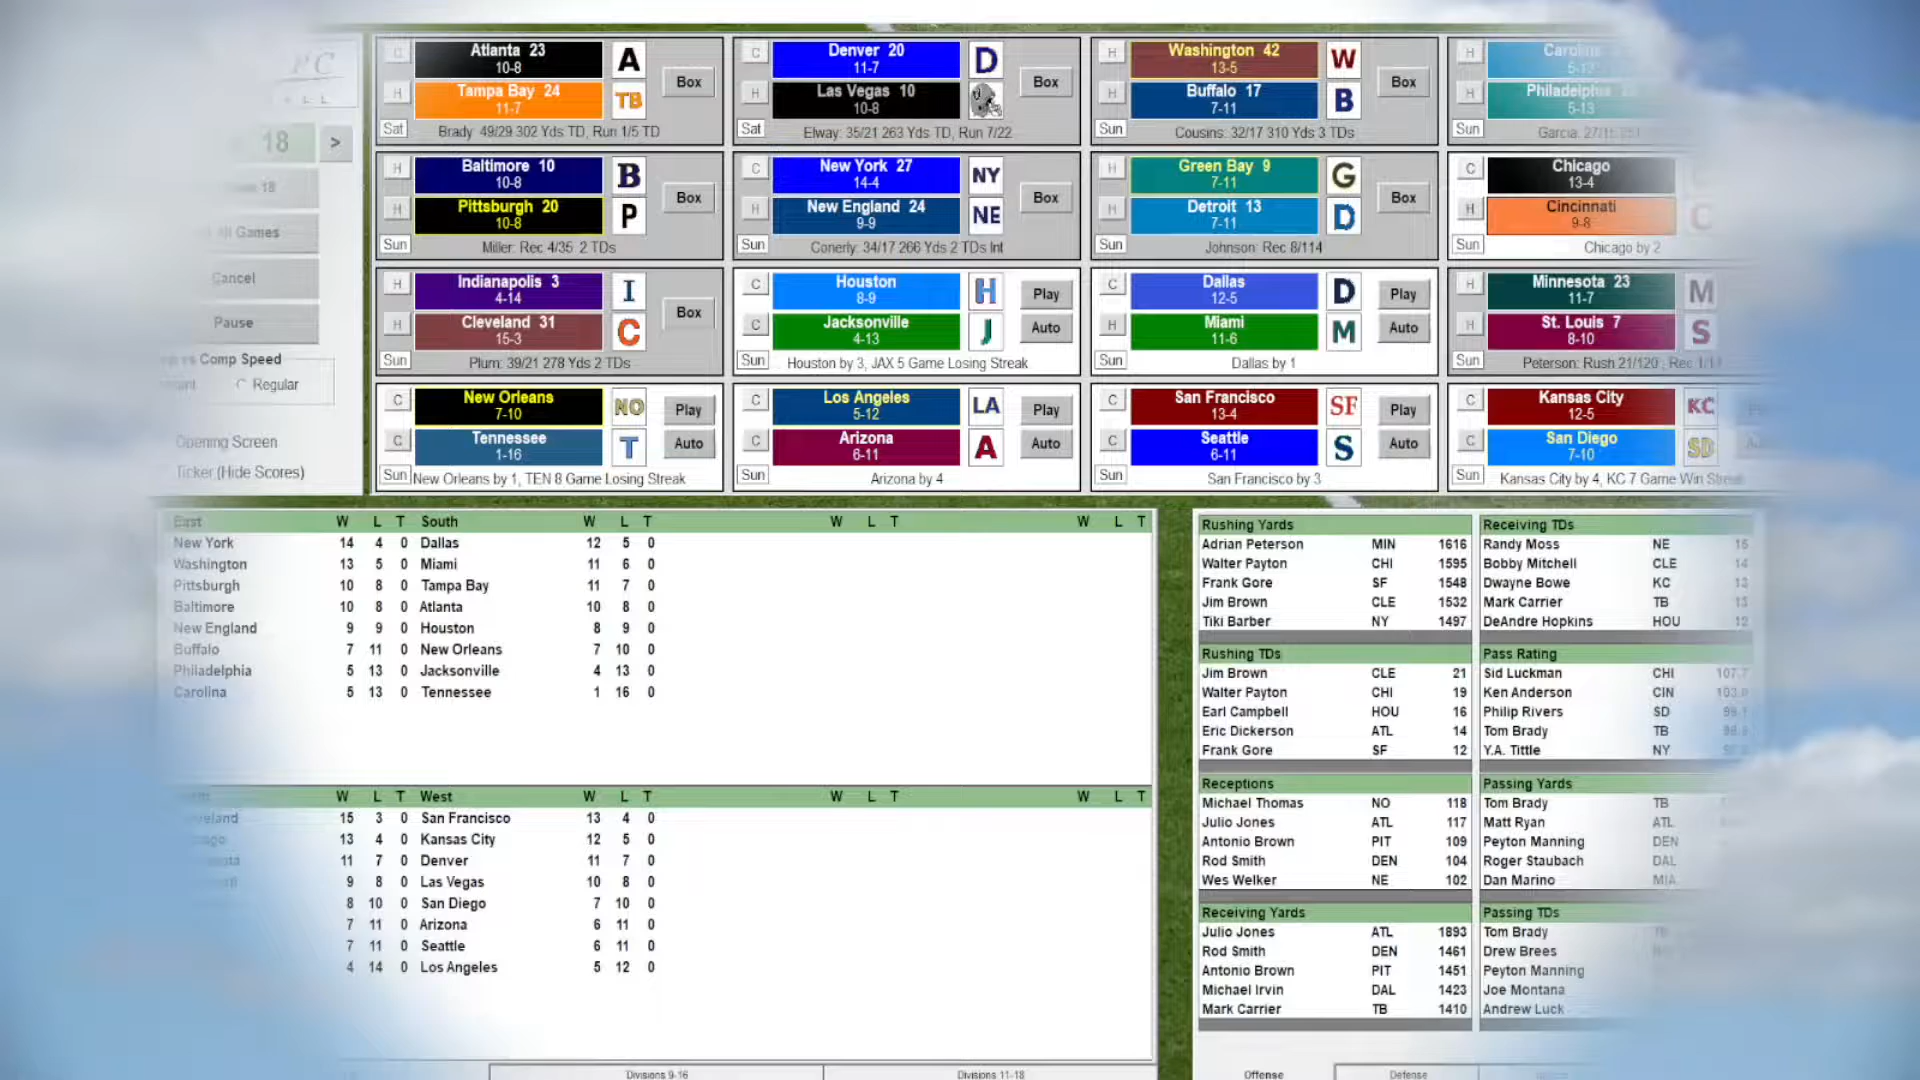 PC
C Atlanta 23 10-8 A
H Tampa Bay 24 11-7 TB Box
Sat Brady: 49/29 302 Yds TD, Run 1/5 TD
C Denver 20 11-7 D
H Las Vegas 10 10-8 Box
Sat Elway: 35/21 263 Yds TD, Run 7/22
H Washington 42 13-5 W
H Buffalo 17 7-11 B Box
Sun Cousins: 32/17 310 Yds 3 TDs
H
H Philadelphia 5-13
Sun Garcia: 27/15
18 >
18
All Games
Cancel
Pause
Comp Speed
Regular
Opening Screen
Ticker (Hide Scores)
H Baltimore 10 10-8 B
H Pittsburgh 20 10-8 P Box
Sun Miller: Rec 4/35 2 TDs
C New York 27 14-4 NY
H New England 24 9-9 NE Box
Sun Conerly: 34/17 266 Yds 2 TDs Int
H Green Bay 9 7-11 G
H Detroit 13 7-11 D Box
Sun Johnson: Rec 8/114
C Chicago 13-4 C
H Cincinnati 9-8 C
Sun Chicago by 2
H Indianapolis 3 4-14 I
H Cleveland 31 15-3 C Box
Sun Plum: 39/21 278 Yds 2 TDs
C Houston 8-9 H Play
C Jacksonville 4-13 J Auto
Sun Houston by 3, JAX 5 Game Losing Streak
C Dallas 12-5 D Play
H Miami 11-6 M Auto
Sun Dallas by 1
H Minnesota 23 11-7 M
H St. Louis 7 8-10 S
Sun Peterson: Rush 21/120 , Rec
C New Orleans 7-10 NO Play
C Tennessee 1-16 T Auto
Sun New Orleans by 1, TEN 8 Game Losing Streak
C Los Angeles 5-12 LA Play
C Arizona 6-11 A Auto
Sun Arizona by 4
C San Francisco 13-4 SF Play
C Seattle 6-11 S Auto
Sun San Francisco by 3
C Kansas City 12-5 KC
C San Diego 7-10 SD
Sun Kansas City by 4, KC 7 Game Win Streak
East W L T South W L T W L T W L T
New York 14 4 0 Dallas 12 5 0
Washington 13 5 0 Miami 11 6 0
Pittsburgh 10 8 0 Tampa Bay 11 7 0
Baltimore 10 8 0 Atlanta 10 8 0
New England 9 9 0 Houston 8 9 0
Buffalo 7 11 0 New Orleans 7 10 0
Philadelphia 5 13 0 Jacksonville 4 13 0
Carolina 5 13 0 Tennessee 1 16 0
W L T West W L T W L T W L T
15 3 0 San Francisco 13 4 0
13 4 0 Kansas City 12 5 0
11 7 0 Denver 11 7 0
9 8 0 Las Vegas 10 8 0
8 10 0 San Diego 7 10 0
7 11 0 Arizona 6 11 0
7 11 0 Seattle 6 11 0
4 14 0 Los Angeles 5 12 0
Divisions 9-16 Divisions 11-18
Rushing Yards
Adrian Peterson MIN 1616
Walter Payton CHI 1595
Frank Gore SF 1548
Jim Brown CLE 1532
Tiki Barber NY 1497
Rushing TDs
Jim Brown CLE 21
Walter Payton CHI 19
Earl Campbell HOU 16
Eric Dickerson ATL 14
Frank Gore SF 12
Receptions
Michael Thomas NO 118
Julio Jones ATL 117
Antonio Brown PIT 109
Rod Smith DEN 104
Wes Welker NE 102
Receiving Yards
Julio Jones ATL 1893
Rod Smith DEN 1461
Antonio Brown PIT 1451
Michael Irvin DAL 1423
Mark Carrier TB 1410
Receiving TDs
Randy Moss NE
Bobby Mitchell CLE 14
Dwayne Bowe KC
Mark Carrier TB
DeAndre Hopkins HOU 12
Pass Rating
Sid Luckman CHI 107.7
Ken Anderson CIN
Philip Rivers SD
Tom Brady TB
Y.A. Tittle NY
Passing Yards
Tom Brady TB
Matt Ryan ATL
Peyton Manning DEN
Roger Staubach DAL
Dan Marino MIA
Passing TDs
Tom Brady TB
Drew Brees
Peyton Manning
Joe Montana
Andrew Luck
Offense Defense